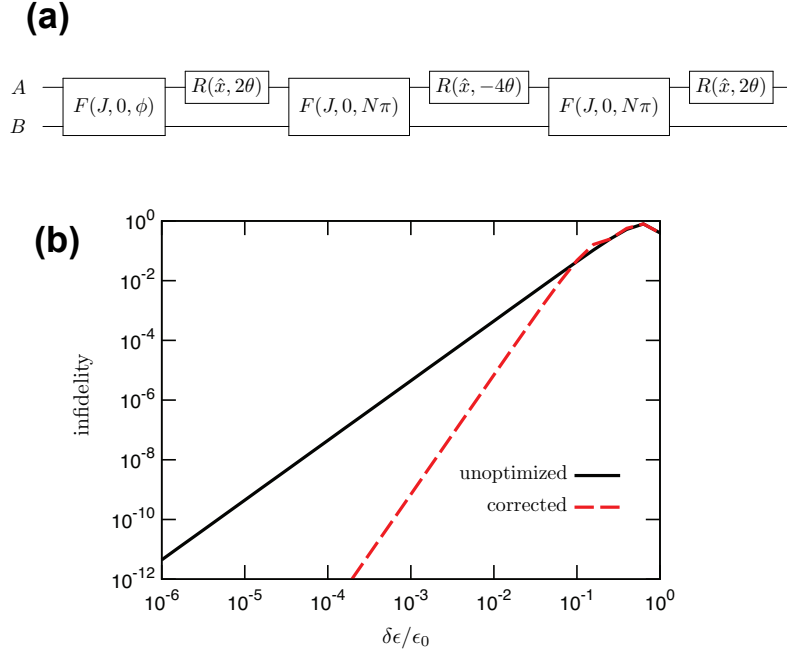 (a)
A F(J, 0, ϕ) R(x̂, 2θ) F(J, 0, Nπ) R(x̂, −4θ) F(J, 0, Nπ) R(x̂, 2θ)
B
(b)
10^0
10^-2
10^-4
10^-6
10^-8
10^-10
10^-12
infidelity
unoptimized
corrected
10^-6 10^-5 10^-4 10^-3 10^-2 10^-1 10^0
δϵ/ϵ_0